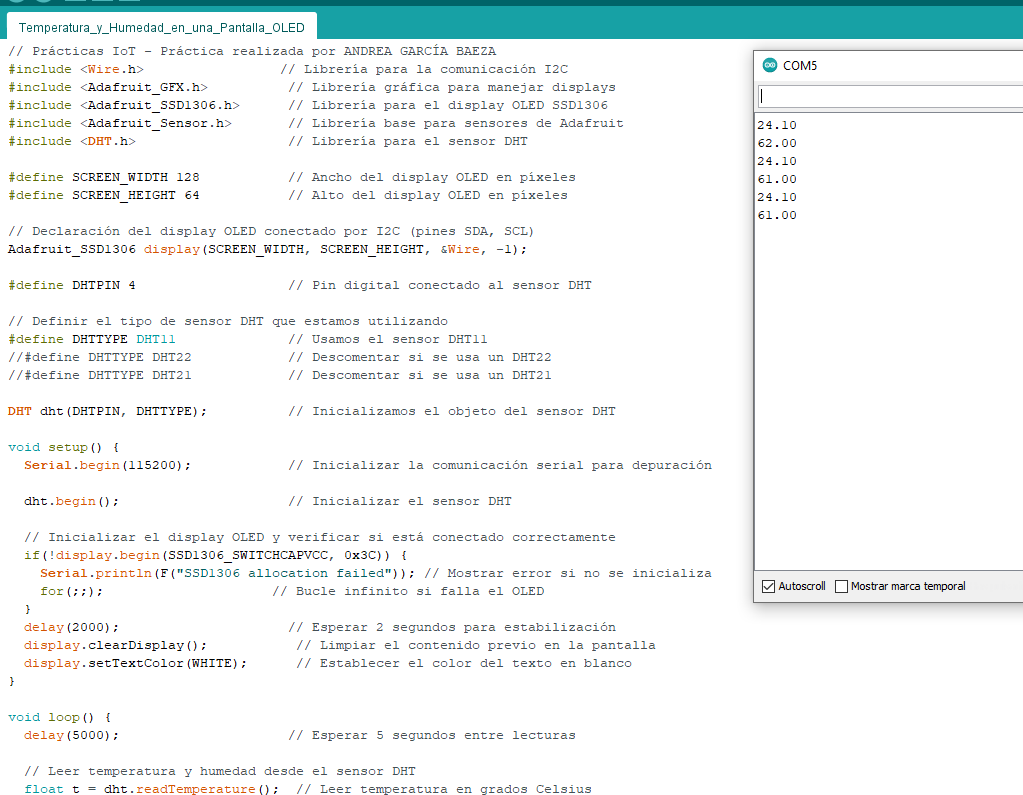 Temperatura_y_Humedad_en_una_Pantalla_OLED
// Prácticas IoT - Práctica realizada por ANDREA GARCÍA BAEZA
#include <Wire.h> // Librería para la comunicación I2C
#include <Adafruit_GFX.h> // Librería gráfica para manejar displays
#include <Adafruit_SSD1306.h> // Librería para el display OLED SSD1306
#include <Adafruit_Sensor.h> // Librería base para sensores de Adafruit
#include <DHT.h> // Librería para el sensor DHT
#define SCREEN_WIDTH 128 // Ancho del display OLED en píxeles
#define SCREEN_HEIGHT 64 // Alto del display OLED en píxeles
// Declaración del display OLED conectado por I2C (pines SDA, SCL)
Adafruit_SSD1306 display(SCREEN_WIDTH, SCREEN_HEIGHT, &Wire, -1);
#define DHTPIN 4 // Pin digital conectado al sensor DHT
// Definir el tipo de sensor DHT que estamos utilizando
#define DHTTYPE DHT11 // Usamos el sensor DHT11
//#define DHTTYPE DHT22 // Descomentar si se usa un DHT22
//#define DHTTYPE DHT21 // Descomentar si se usa un DHT21
DHT dht(DHTPIN, DHTTYPE); // Inicializamos el objeto del sensor DHT
void setup() {
Serial.begin(115200); // Inicializar la comunicación serial para depuración
dht.begin(); // Inicializar el sensor DHT
// Inicializar el display OLED y verificar si está conectado correctamente
if(!display.begin(SSD1306_SWITCHCAPVCC, 0x3C)) {
Serial.println(F("SSD1306 allocation failed")); // Mostrar error si no se inicializa
for(;;); // Bucle infinito si falla el OLED
}
delay(2000); // Esperar 2 segundos para estabilización
display.clearDisplay(); // Limpiar el contenido previo en la pantalla
display.setTextColor(WHITE); // Establecer el color del texto en blanco
}
void loop() {
delay(5000); // Esperar 5 segundos entre lecturas
// Leer temperatura y humedad desde el sensor DHT
float t = dht.readTemperature(); // Leer temperatura en grados Celsius
COM5
24.10
62.00
24.10
61.00
24.10
61.00
Autoscroll Mostrar marca temporal